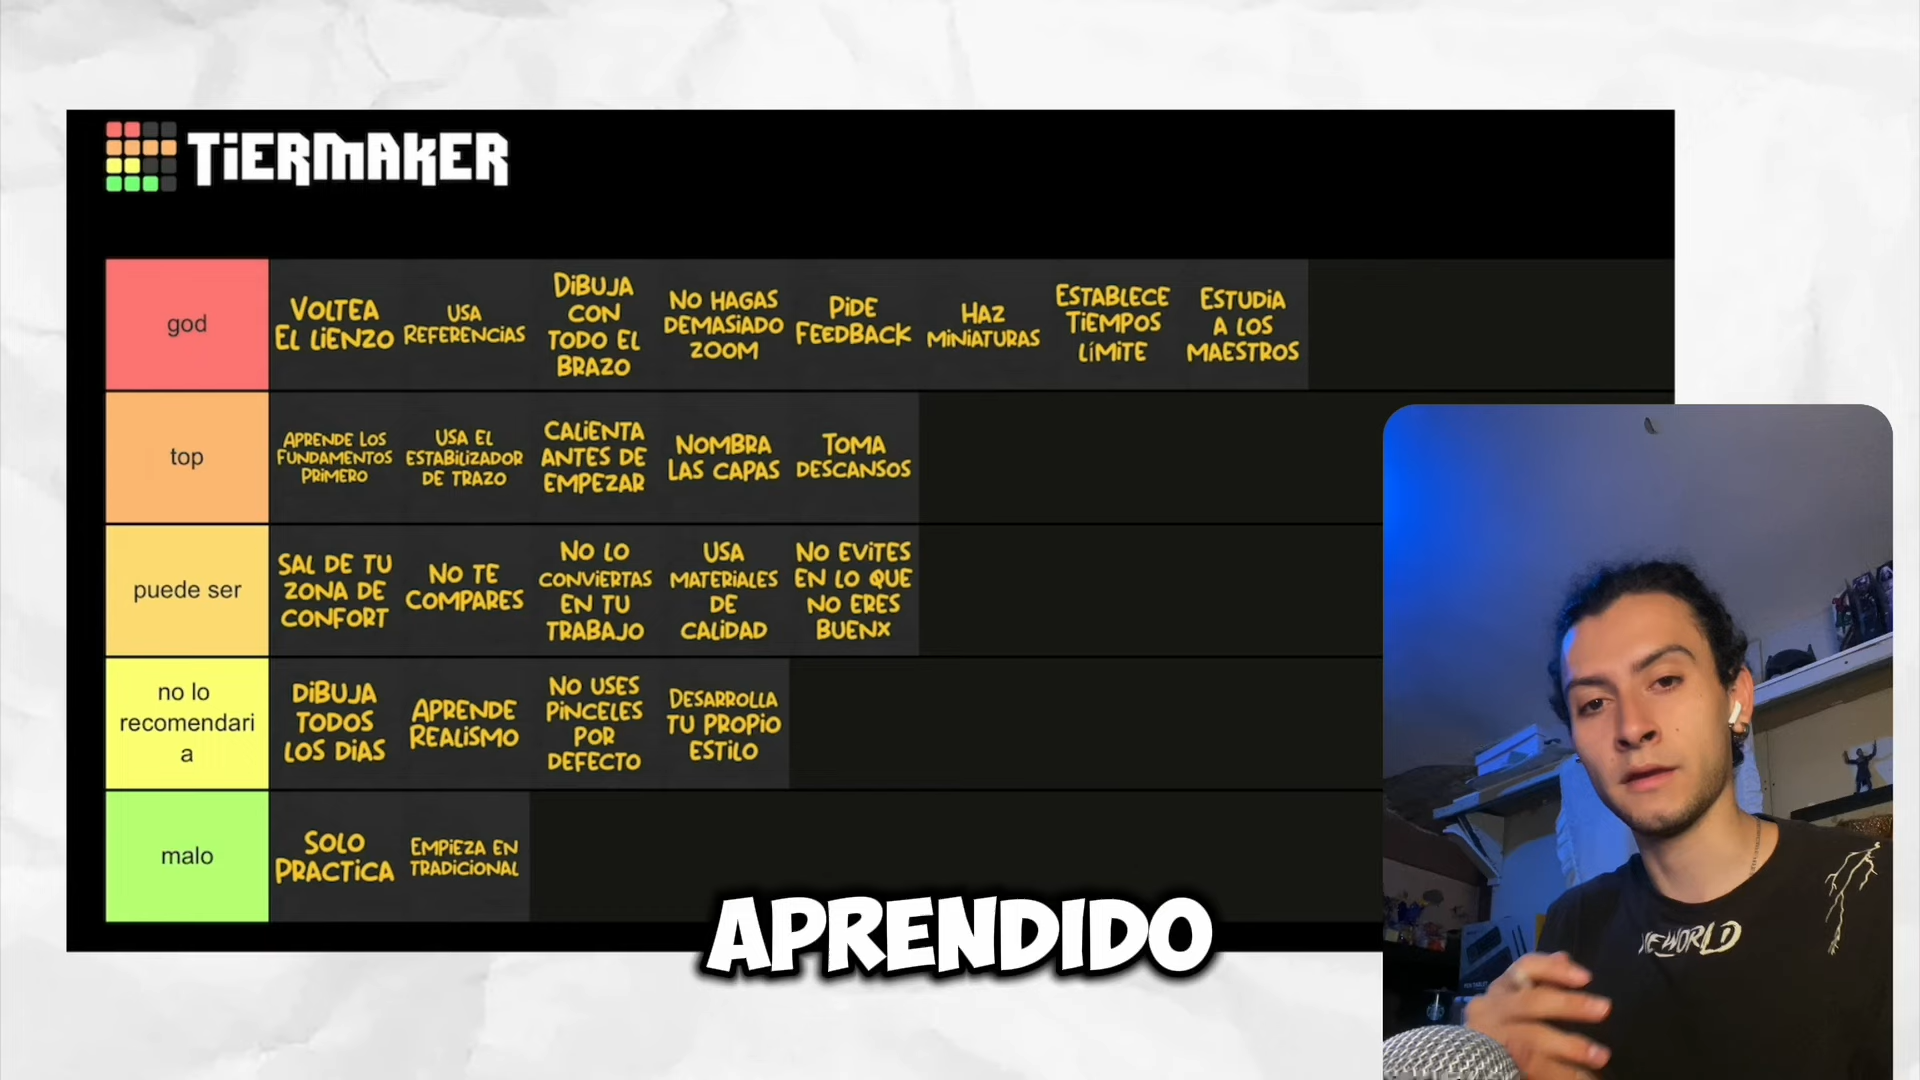 TiERMAKER
god
VOLTEA
EL LiENZO
USA
REFERENCiAS
DiBUJA
CON
TODO EL
BRAZO
NO HAGAS
DEMASiADO
ZOOM
PiDE
FEEDBACK
HAZ
MiNiATURAS
ESTABLECE
TiEMPOS
LíMiTE
ESTUDiA
A LOS
MAESTROS
top
APRENDE LOS
FUNDAMENTOS
PRiMERO
USA EL
ESTABiLiZADOR
DE TRAZO
CALiENTA
ANTES DE
EMPEZAR
NOMBRA
LAS CAPAS
TOMA
DESCANSOS
puede ser
SAL DE TU
ZONA DE
CONFORT
NO TE
COMPARES
NO LO
CONViERTAS
EN TU
TRABAJO
USA
MATERiALES
DE
CALiDAD
NO EViTES
EN LO QUE
NO ERES
BUENX
no lo
recomendari
a
DiBUJA
TODOS
LOS DiAS
APRENDE
REALiSMO
NO USES
PiNCELES
POR
DEFECTO
DESARROLLA
TU PROPiO
ESTiLO
malo
SOLO
PRACTiCA
EMPiEZA EN
TRADiCiONAL
APRENDIDO